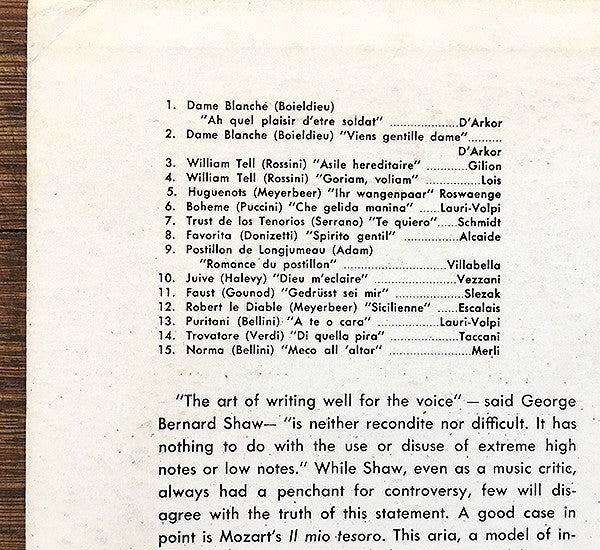 1. Dame Blanché (Boieldieu)
"Ah quel plaisir d'etre soldat" ....................D'Arkor
2. Dame Blanche (Boieldieu) "Viens gentille dame"..........
D'Arkor
3. William Tell (Rossini) "Asile hereditaire" ............Gilion
4. William Tell (Rossini) "Goriam, voliam" ................Lois
5. Huguenots (Meyerbeer) "Ihr wangenpaar" Roswaenge
6. Boheme (Puccini) "Che gelida manina" ......Lauri-Volpi
7. Trust de los Tenorios (Serrano) "Te quiero"......Schmidt
8. Favorita (Donizetti) "Spirito gentil" ................Alcaide
9. Postillon de Longjumeau (Adam)
"Romance du postillon" ..............................Villabella
10. Juive (Halevy) "Dieu m'eclaire" ........................Vezzani
11. Faust (Gounod) "Gedrüsst sei mir" ....................Slezak
12. Robert le Diable (Meyerbeer) "Sicilienne" ......Escalais
13. Puritani (Bellini) "A te o cara" ....................Lauri-Volpi
14. Trovatore (Verdi) "Di quella pira" ......................Taccani
15. Norma (Bellini) "Meco all 'altar" ........................Merli
"The art of writing well for the voice" — said George
Bernard Shaw— "is neither recondite nor difficult. It has
nothing to do with the use or disuse of extreme high
notes or low notes." While Shaw, even as a music critic,
always had a penchant for controversy, few will dis-
agree with the truth of this statement. A good case in
point is Mozart's Il mio tesoro. This aria, a model of in-